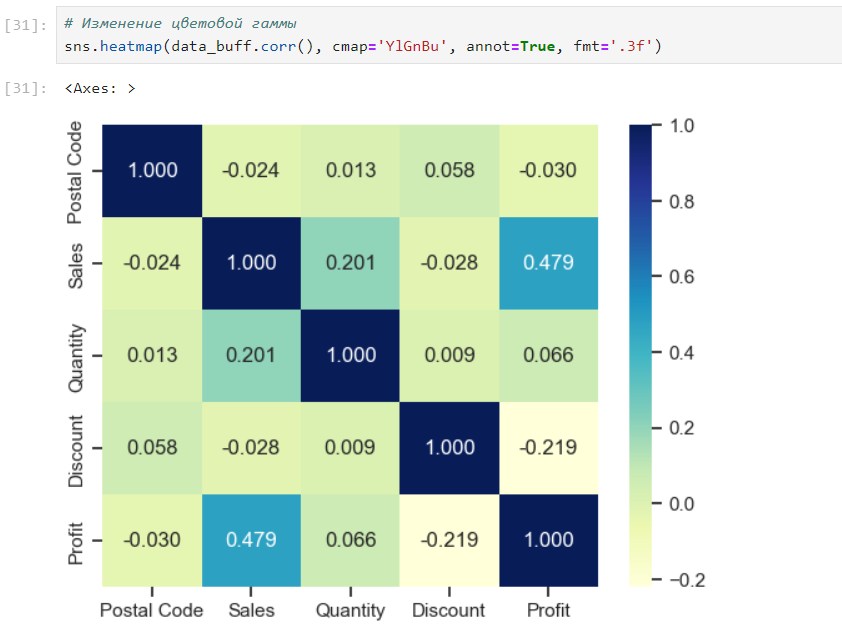 [31]: # Изменение цветовой гаммы
sns.heatmap(data_buff.corr(), cmap='YlGnBu', annot=True, fmt='.3f')
[31]: <Axes: >
Postal Code 1.000 -0.024 0.013 0.058 -0.030
Sales -0.024 1.000 0.201 -0.028 0.479
Quantity 0.013 0.201 1.000 0.009 0.066
Discount 0.058 -0.028 0.009 1.000 -0.219
Profit -0.030 0.479 0.066 -0.219 1.000
Postal Code Sales Quantity Discount Profit
1.0
0.8
0.6
0.4
0.2
0.0
−0.2